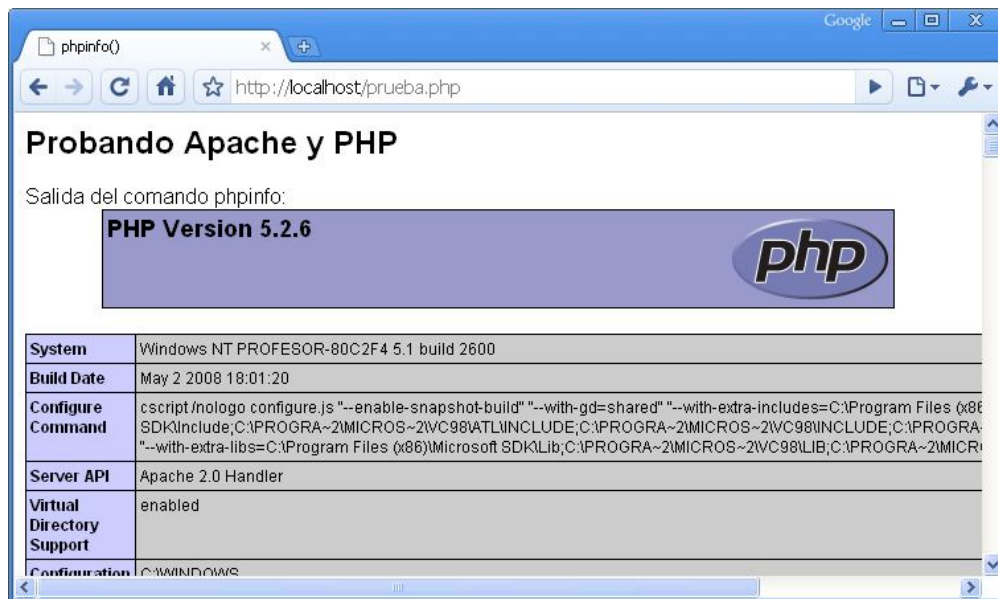 Google
phpinfo()
http://localhost/prueba.php
Probando Apache y PHP
Salida del comando phpinfo:
PHP Version 5.2.6
php
System
Windows NT PROFESOR-80C2F4 5.1 build 2600
Build Date
May 2 2008 18:01:20
Configure
Command
cscript /nologo configure.js "--enable-snapshot-build" "--with-gd=shared" "--with-extra-includes=C:\Program Files (x86
SDK\Include;C:\PROGRA~2\MICROS~2\VC98\ATL\INCLUDE;C:\PROGRA~2\MICROS~2\VC98\INCLUDE;C:\PROGRA
"--with-extra-libs=C:\Program Files (x86)\Microsoft SDK\Lib;C:\PROGRA~2\MICROS~2\VC98\LIB;C:\PROGRA~2\MICR
Server API
Apache 2.0 Handler
Virtual
Directory
Support
enabled
Configuration
C:\WINDOWS